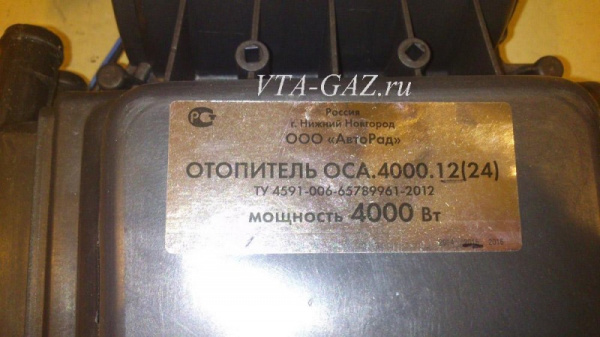 VTA-GAZ.ru
РСТ
Россия
г. Нижний Новгород
ООО «АвтоРад»
ОТОПИТЕЛЬ ОСА.4000.12(24)
ТУ 4591-006-65789961-2012
мощность 4000 Вт